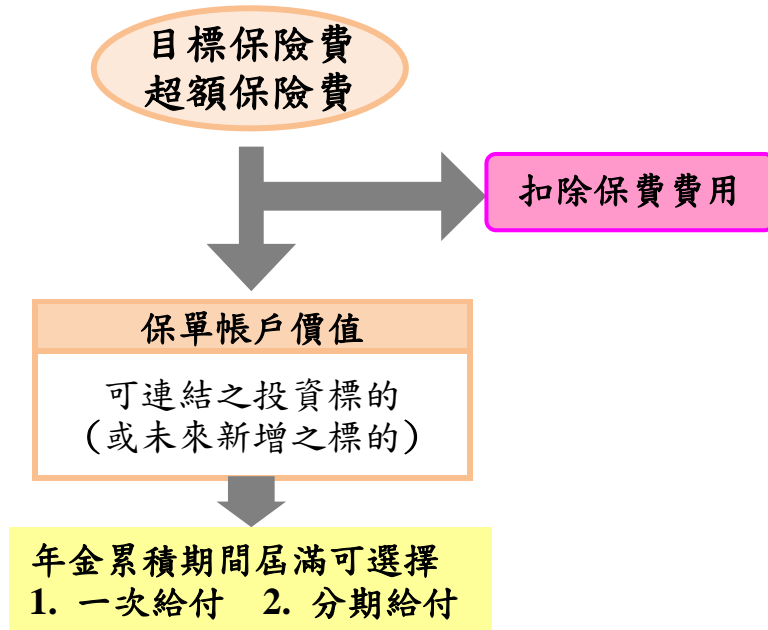 目標保險費
超額保險費
扣除保費費用
保單帳戶價值
可連結之投資標的
（或未來新增之標的）
年金累積期間屆滿可選擇
1. 一次給付 2. 分期給付